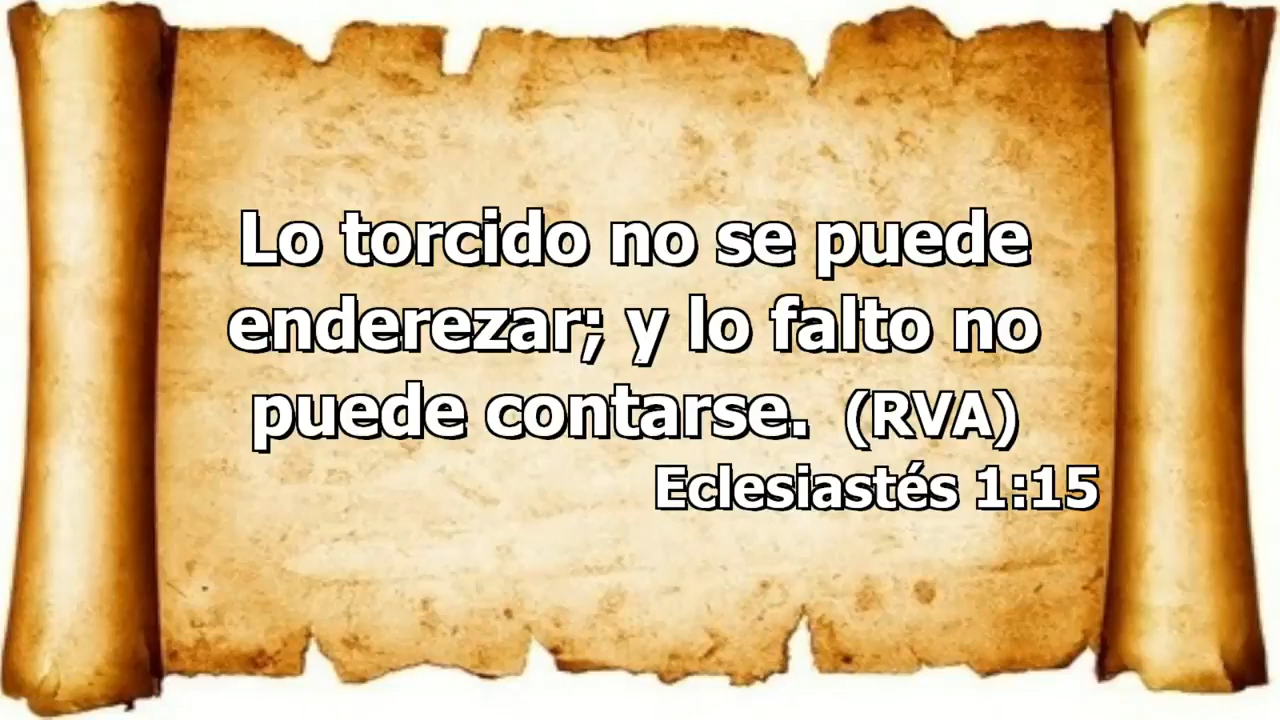 Lo torcido no se puede
enderezar; y lo falto no
puede contarse. (RVA)
Eclesiastés 1:15